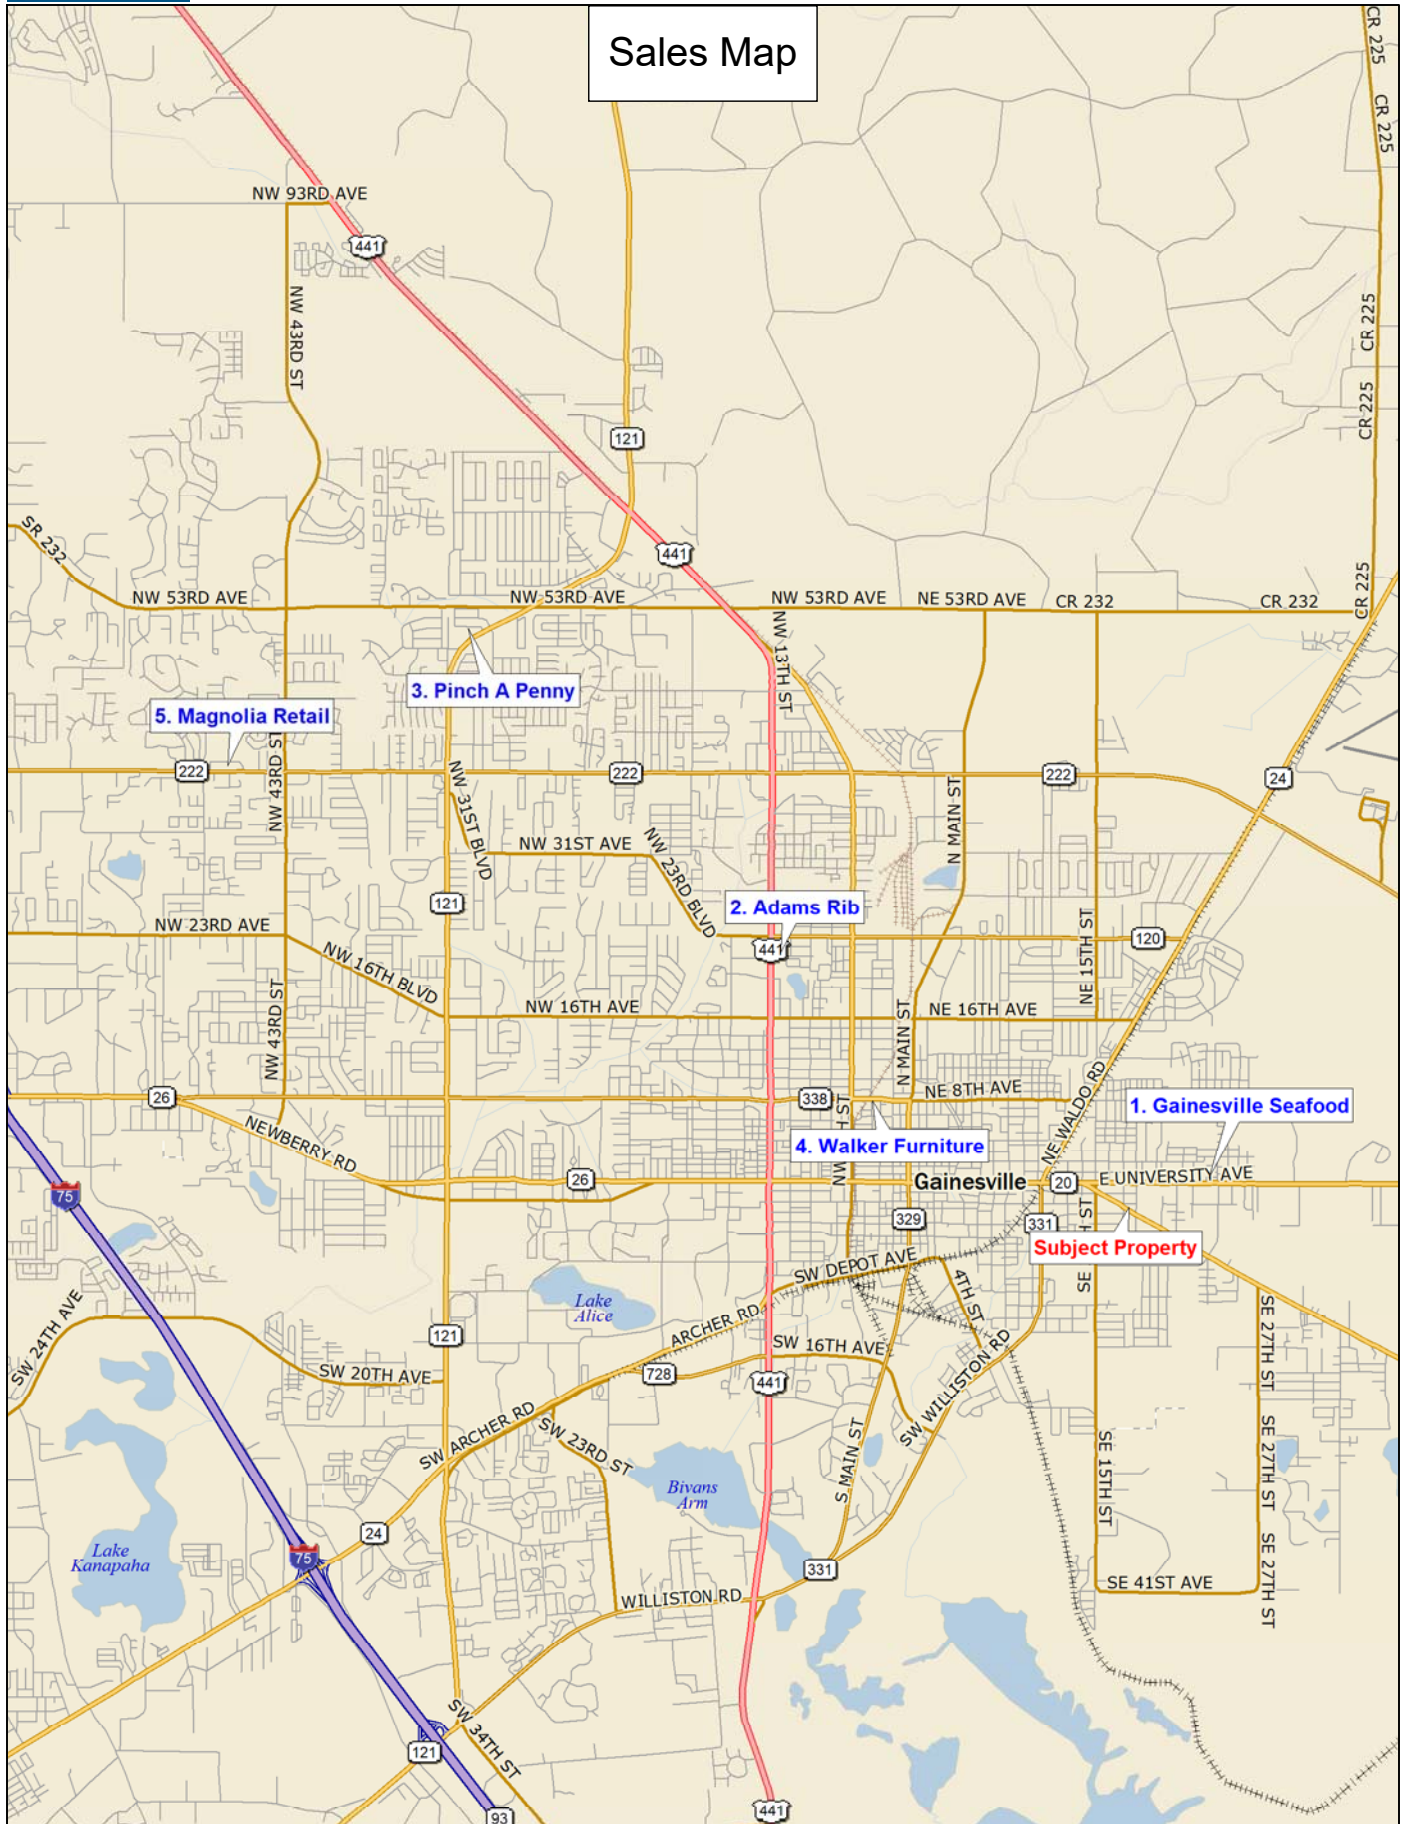 Sales Map
CR 225
CR 225
NW 93RD AVE
441
NW 43RD ST
CR 225
CR 225
121
SR 232
441
NW 53RD AVE
NW 53RD AVE
NW 53RD AVE
NE 53RD AVE
CR 232
CR 232
CR 225
NW 13TH ST
3. Pinch A Penny
5. Magnolia Retail
NW 43RD ST
222
222
222
24
NW 31ST BLVD
N MAIN ST
NW 31ST AVE
NW 23RD BLVD
121
2. Adams Rib
NW 23RD AVE
441
120
NE 15TH ST
NW 16TH BLVD
NW 43RD ST
NW 16TH AVE
N MAIN ST
NE 16TH AVE
26
338
NE 8TH AVE
NE WALDO RD
1. Gainesville Seafood
NEWBERRY RD
NW
H ST
4. Walker Furniture
26
Gainesville
20
E UNIVERSITY AVE
75
329
331
SE
H ST
Subject Property
SW DEPOT AVE
4TH ST
Lake
Alice
ARCHER RD
SW 24TH AVE
121
SW 16TH AVE
SW 20TH AVE
728
441
SW WILLISTON RD
SE 27TH ST
SW ARCHER RD
SW 23RD ST
S MAIN ST
SE 15TH ST
SE 27TH ST
Bivans
Arm
24
75
Lake
Kanapaha
331
SE 41ST AVE
SE 27TH ST
WILLISTON RD
SW 34TH ST
121
93
441